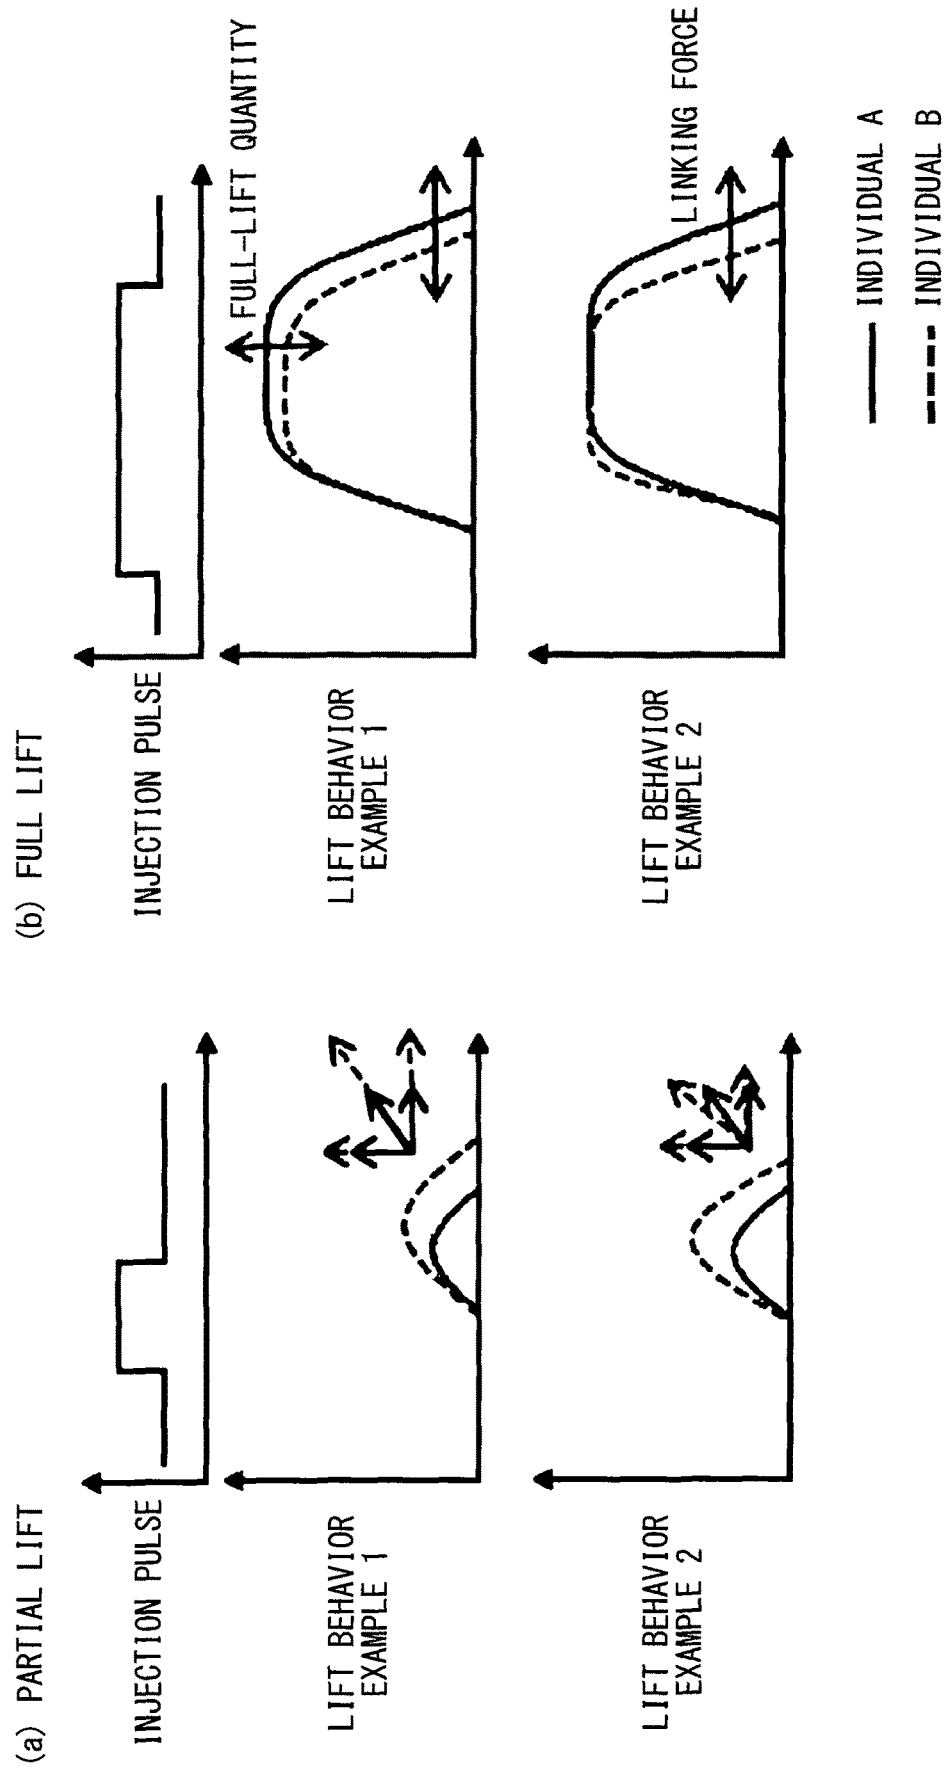 (a) PARTIAL LIFT
INJECTION PULSE
LIFT BEHAVIOR
EXAMPLE 1
LIFT BEHAVIOR
EXAMPLE 2
(b) FULL LIFT
INJECTION PULSE
FULL-LIFT QUANTITY
LIFT BEHAVIOR
EXAMPLE 1
LINKING FORCE
LIFT BEHAVIOR
EXAMPLE 2
INDIVIDUAL A
INDIVIDUAL B